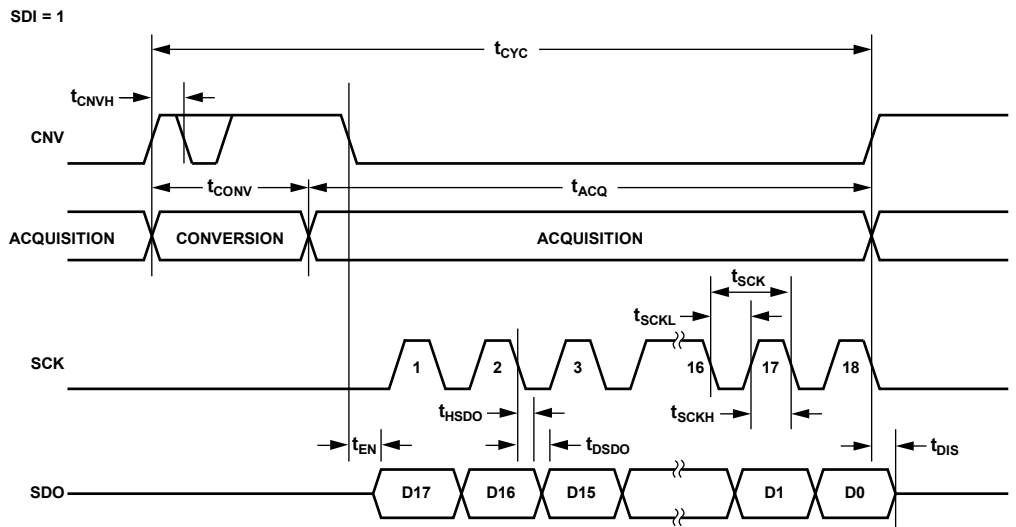 SDI = 1
tCYC
tCNVH
CNV
tCONV
tACQ
ACQUISITION
CONVERSION
ACQUISITION
tSCK
tSCKL
SCK
1
2
3
16
17
18
tHSDO
tSCKH
tEN
tDSDO
tDIS
SDO
D17
D16
D15
D1
D0